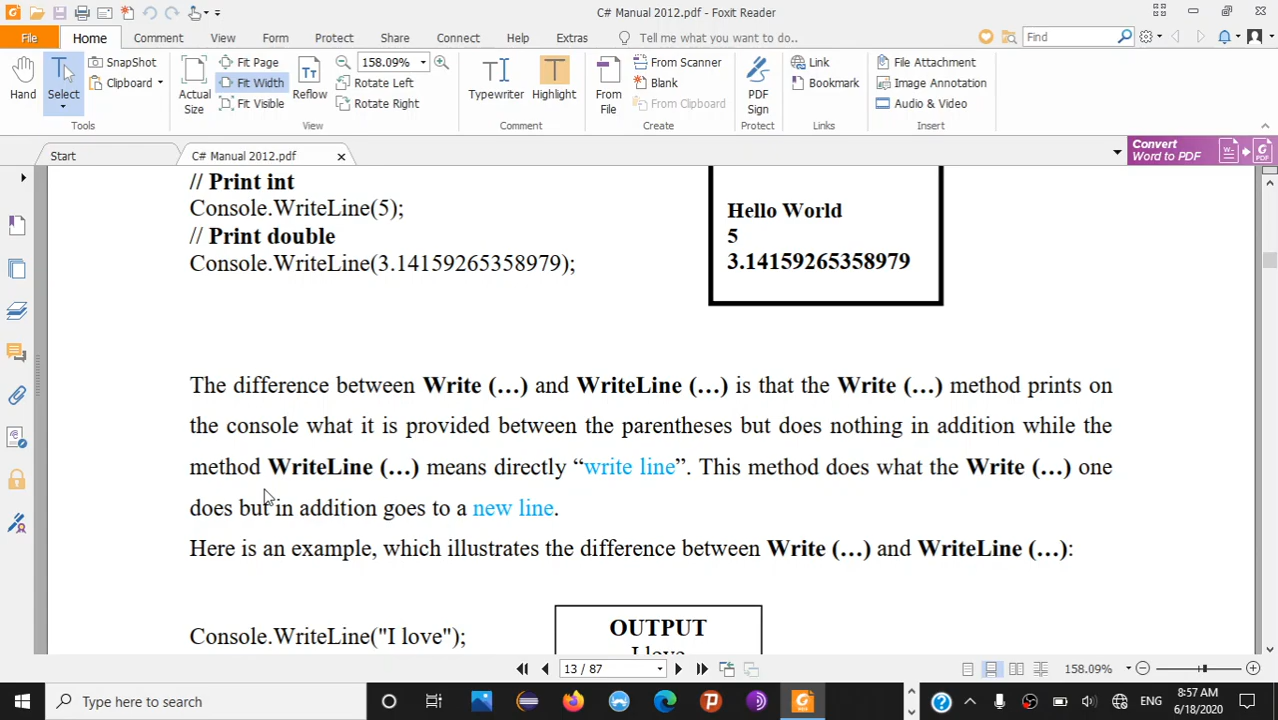 C# Manual 2012.pdf - Foxit Reader
File Home Comment View Form Protect Share Connect Help Extras Tell me what you want to do.. Find
Hand
Select
SnapShot
Clipboard
Tools
Actual Size
Fit Page
Fit Width
Fit Visible
Reflow
158.09%
Rotate Left
Rotate Right
View
Typewriter
Highlight
Comment
From File
From Scanner
Blank
From Clipboard
Create
PDF Sign
Protect
Link
Bookmark
Links
File Attachment
Image Annotation
Audio & Video
Insert
Start
C# Manual 2012.pdf
Convert
Word to PDF
// Print int
Console.WriteLine(5);
// Print double
Console.WriteLine(3.14159265358979);
Hello World
5
3.14159265358979
The difference between Write (…) and WriteLine (…) is that the Write (…) method prints on
the console what it is provided between the parentheses but does nothing in addition while the
method WriteLine (…) means directly “write line”. This method does what the Write (…) one
does but in addition goes to a new line.
Here is an example, which illustrates the difference between Write (…) and WriteLine (…):
Console.WriteLine("I love");
OUTPUT
I love
13 / 87
158.09%
Type here to search
ENG
8:57 AM
6/18/2020